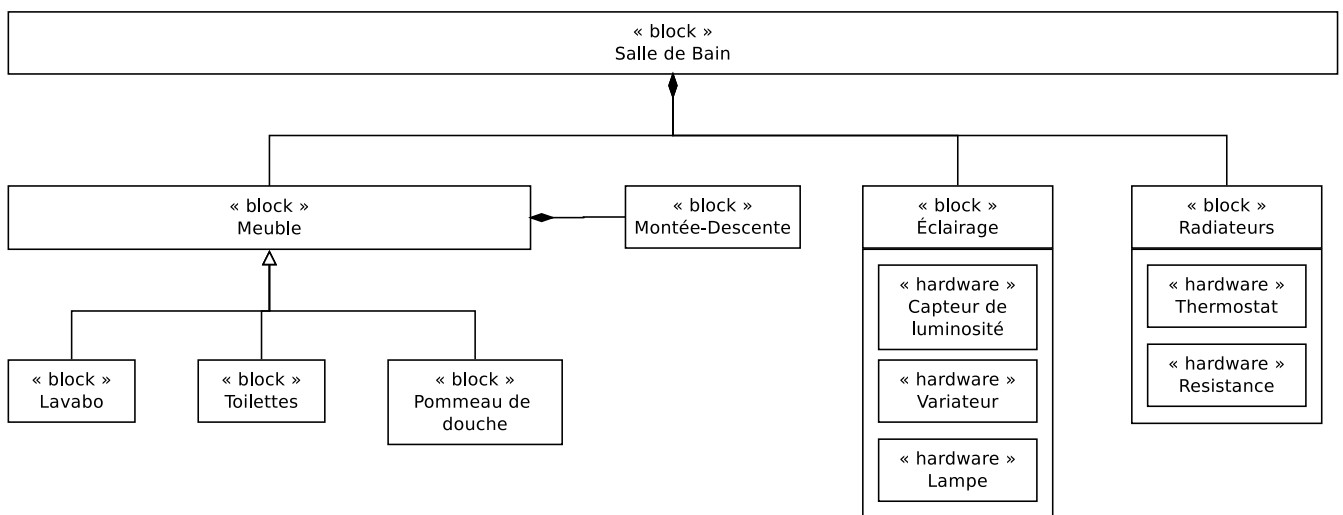 « block »
Salle de Bain
« block »
Meuble
« block »
Montée-Descente
« block »
Éclairage
« hardware »
Capteur de
luminosité
« hardware »
Variateur
« hardware »
Lampe
« block »
Radiateurs
« hardware »
Thermostat
« hardware »
Resistance
« block »
Lavabo
« block »
Toilettes
« block »
Pommeau de
douche